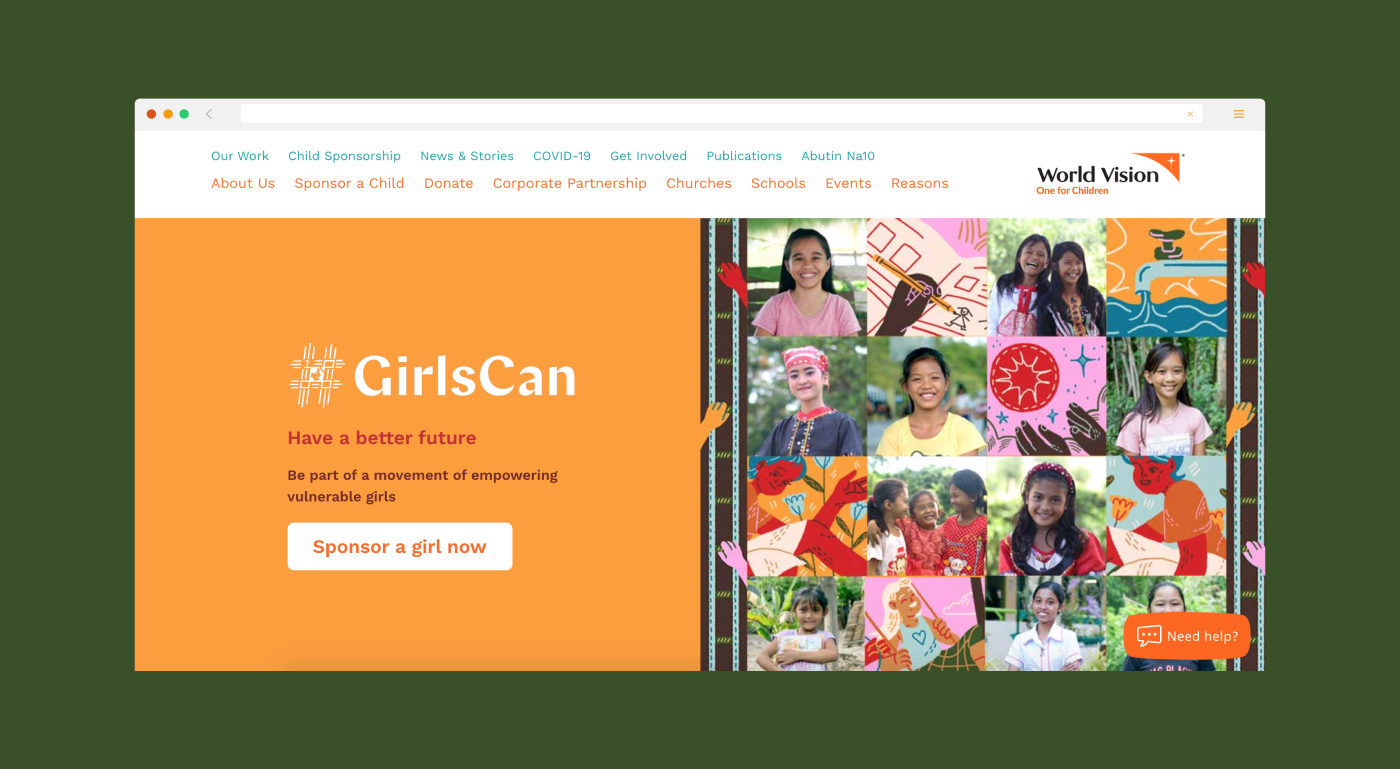 Our Work Child Sponsorship News & Stories COVID-19 Get Involved Publications Abutin Na10
About Us Sponsor a Child Donate Corporate Partnership Churches Schools Events Reasons
World Vision
One for Children
#GirlsCan
Have a better future
Be part of a movement of empowering
vulnerable girls
Sponsor a girl now
Need help?